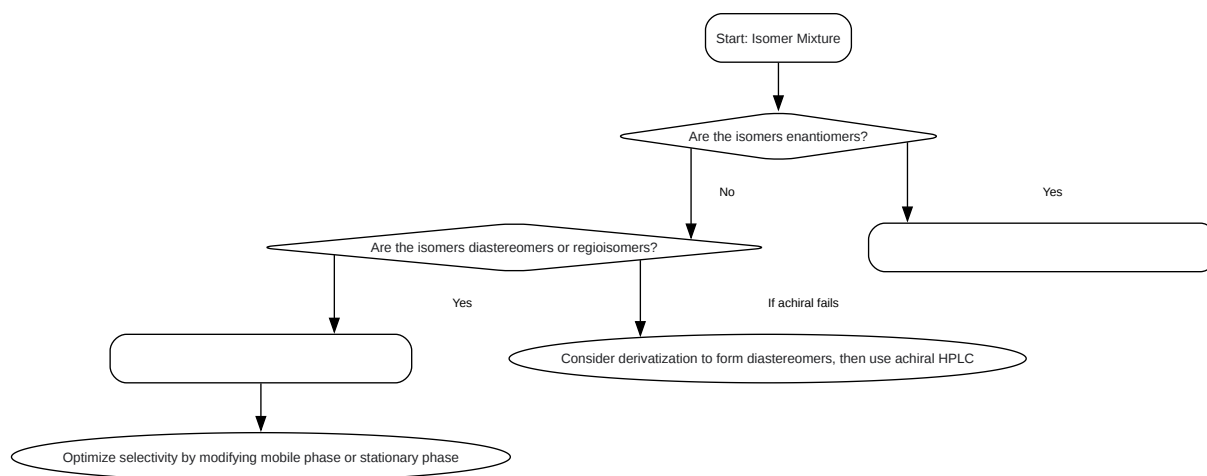 Start: Isomer Mixture
Are the isomers enantiomers?
No
Yes
Are the isomers diastereomers or regioisomers?
Yes
If achiral fails
Consider derivatization to form diastereomers, then use achiral HPLC
Optimize selectivity by modifying mobile phase or stationary phase